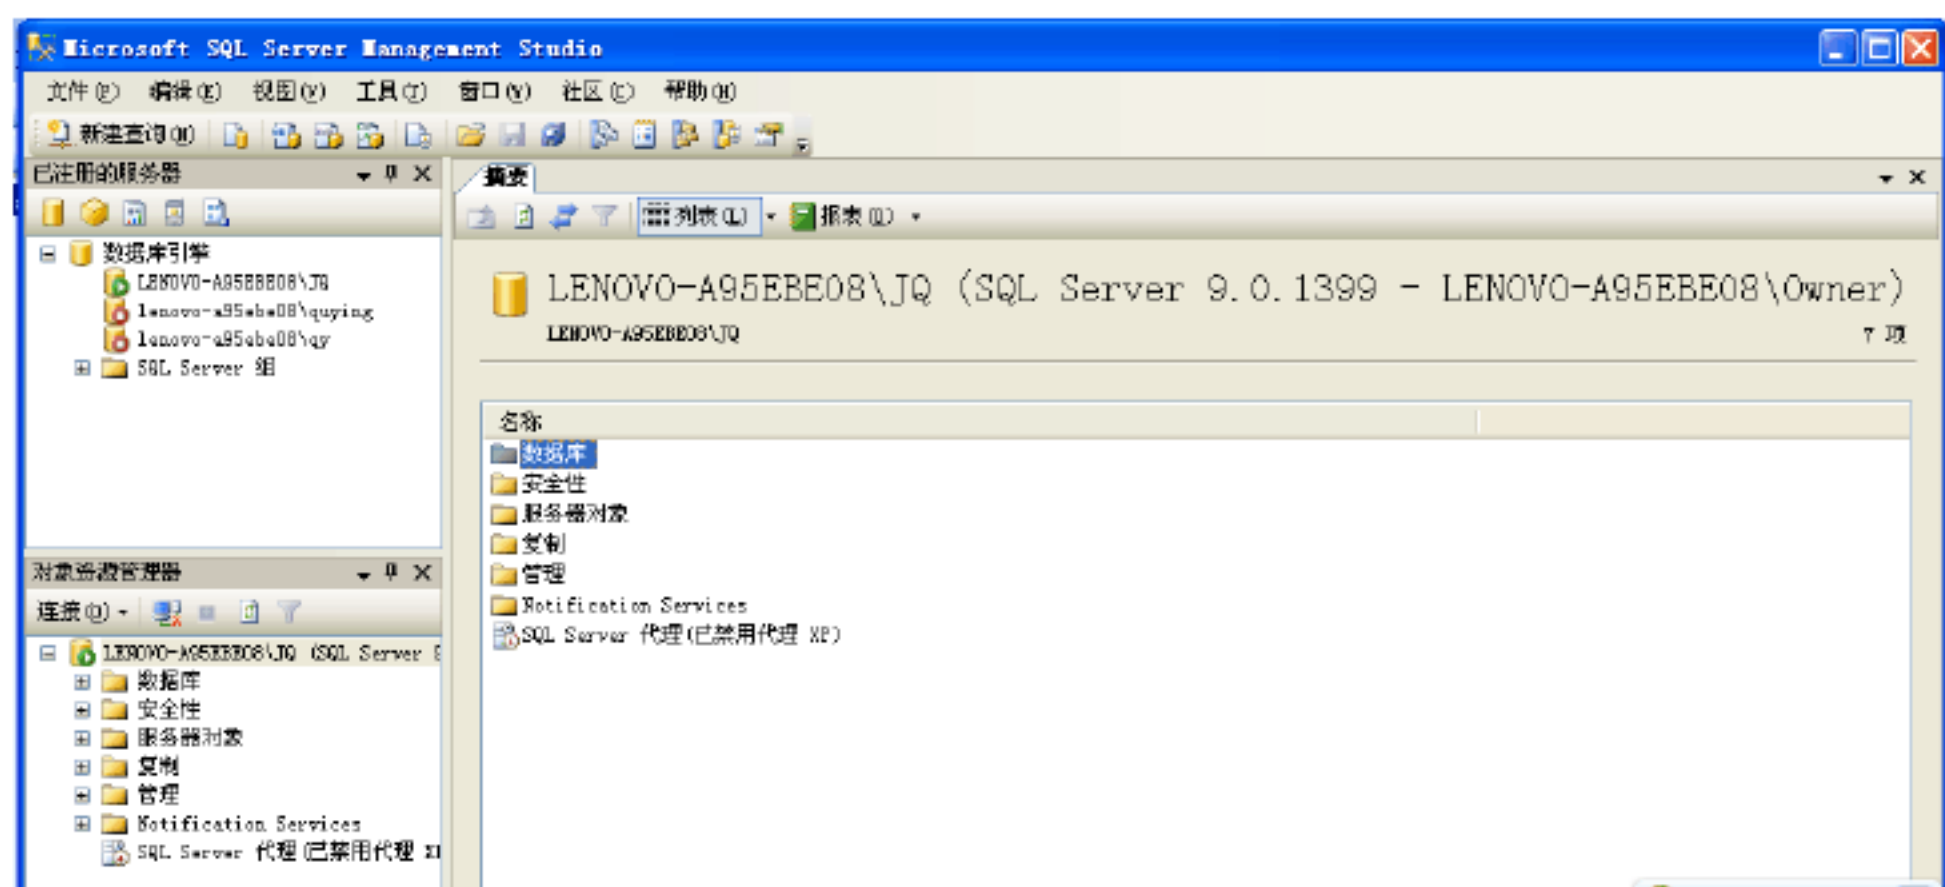 Microsoft SQL Server Management Studio
文件(F) 编辑(E) 视图(V) 工具(T) 窗口(W) 社区(C) 帮助(H)
新建查询(N)
已注册的服务器
数据库引擎
LENOVO-A95EBE08\JQ
lenovo-a95ebe08\quying
lenovo-a95ebe08\qy
SQL Server 组
对象资源管理器
连接(O)
LENOVO-A95EBE08\JQ (SQL Server 9
数据库
安全性
服务器对象
复制
管理
Notification Services
SQL Server 代理(已禁用代理 XP
摘要
列表(L) 报表(R)
LENOVO-A95EBE08\JQ (SQL Server 9.0.1399 - LENOVO-A95EBE08\Owner)
LENOVO-A95EBE08\JQ
7 项
名称
数据库
安全性
服务器对象
复制
管理
Notification Services
SQL Server 代理(已禁用代理 XP)